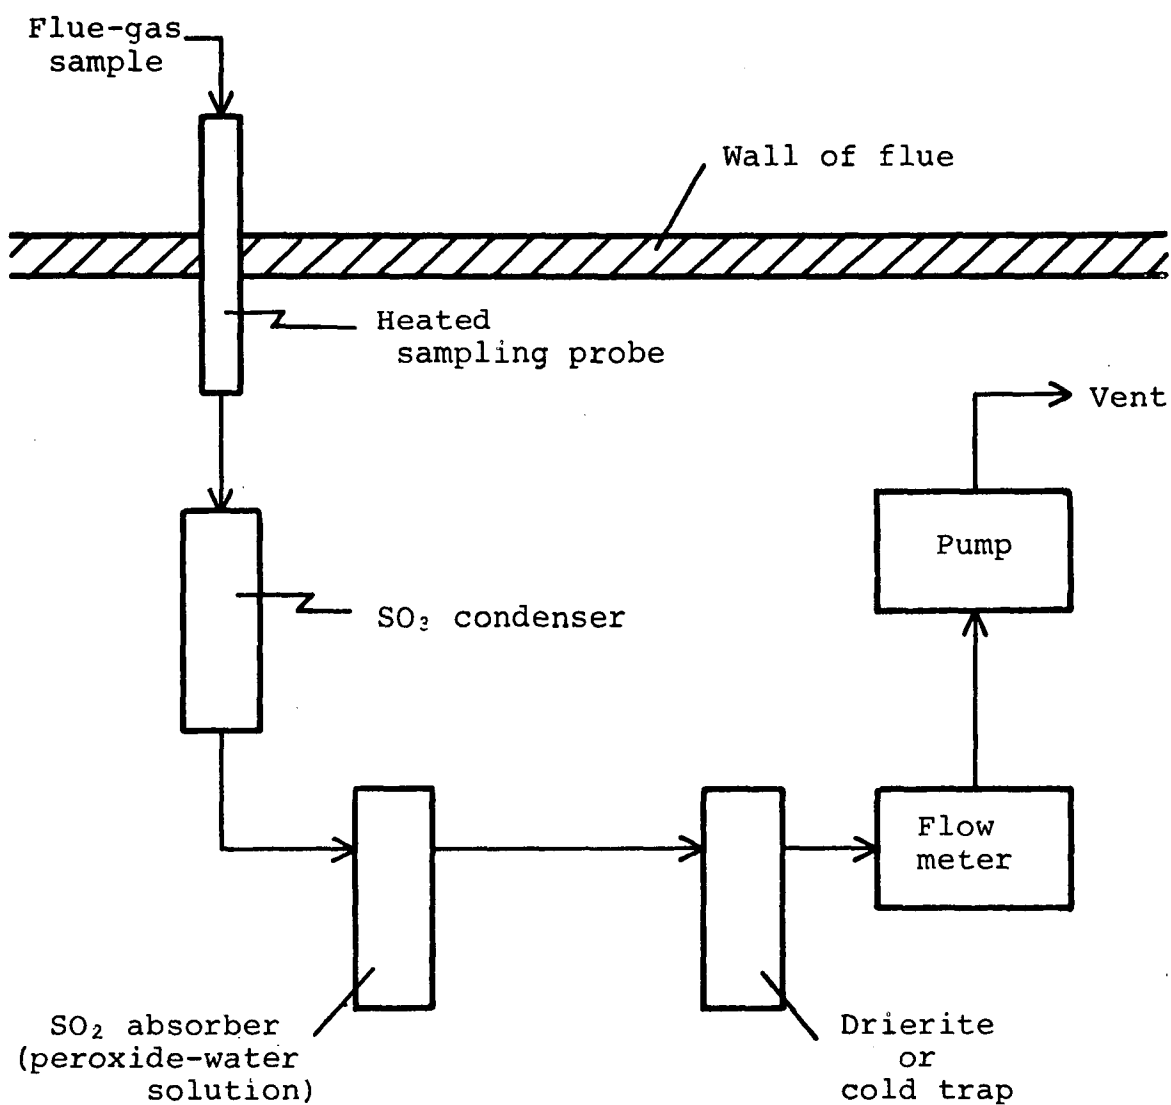 Flue-gas
sample
Wall of flue
Heated
sampling probe
Vent
Pump
SO₃ condenser
Flow
meter
SO₂ absorber
(peroxide-water
solution)
Drierite
or
cold trap